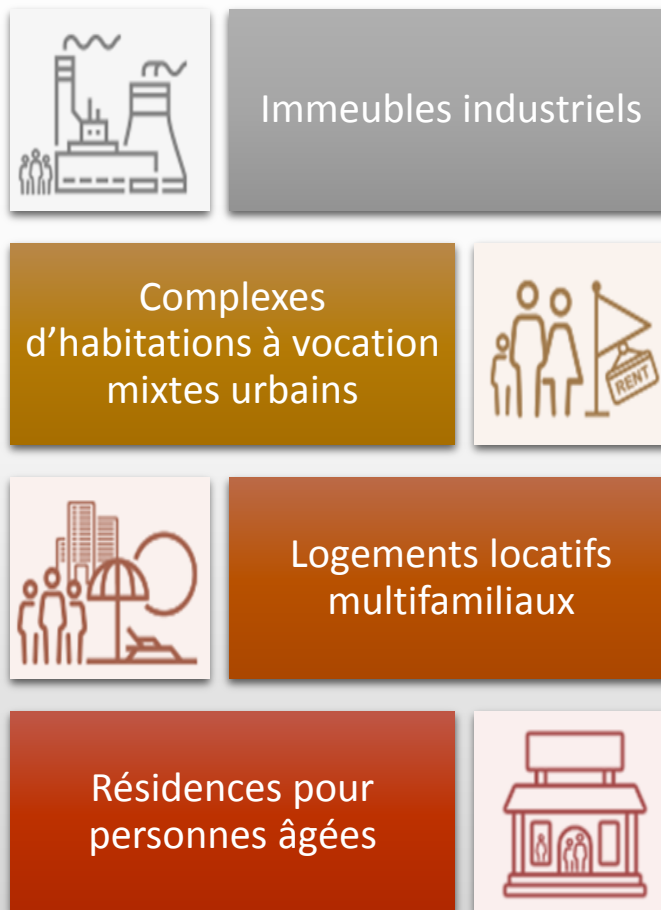 Immeubles industriels
Complexes
d’habitations à vocation
mixtes urbains
RENT
Logements locatifs
multifamiliaux
Résidences pour
personnes âgées